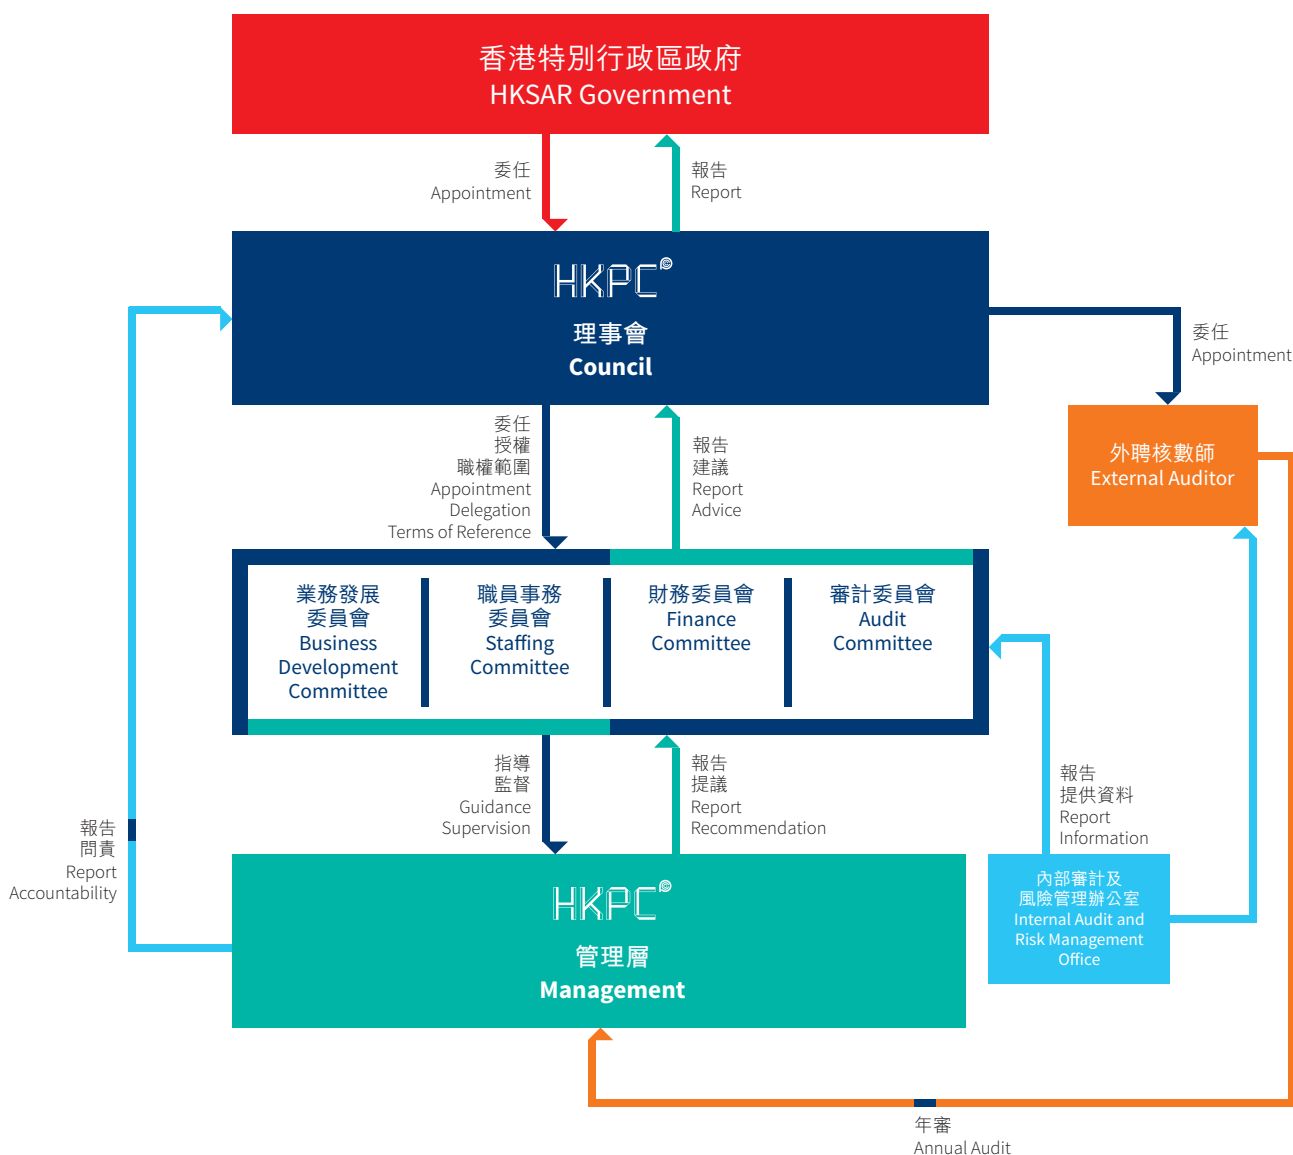 香港特別行政區政府
HKSAR Government
委任
Appointment
報告
Report
HKPC
理事會
Council
委任
Appointment
委任
授權
職權範圍
Appointment
Delegation
Terms of Reference
報告
建議
Report
Advice
外聘核數師
External Auditor
業務發展
委員會
Business
Development
Committee
職員事務
委員會
Staffing
Committee
財務委員會
Finance
Committee
審計委員會
Audit
Committee
指導
監督
Guidance
Supervision
報告
提議
Report
Recommendation
報告
提供資料
Report
Information
報告
問責
Report
Accountability
HKPC
管理層
Management
內部審計及
風險管理辦公室
Internal Audit and
Risk Management
Office
年審
Annual Audit